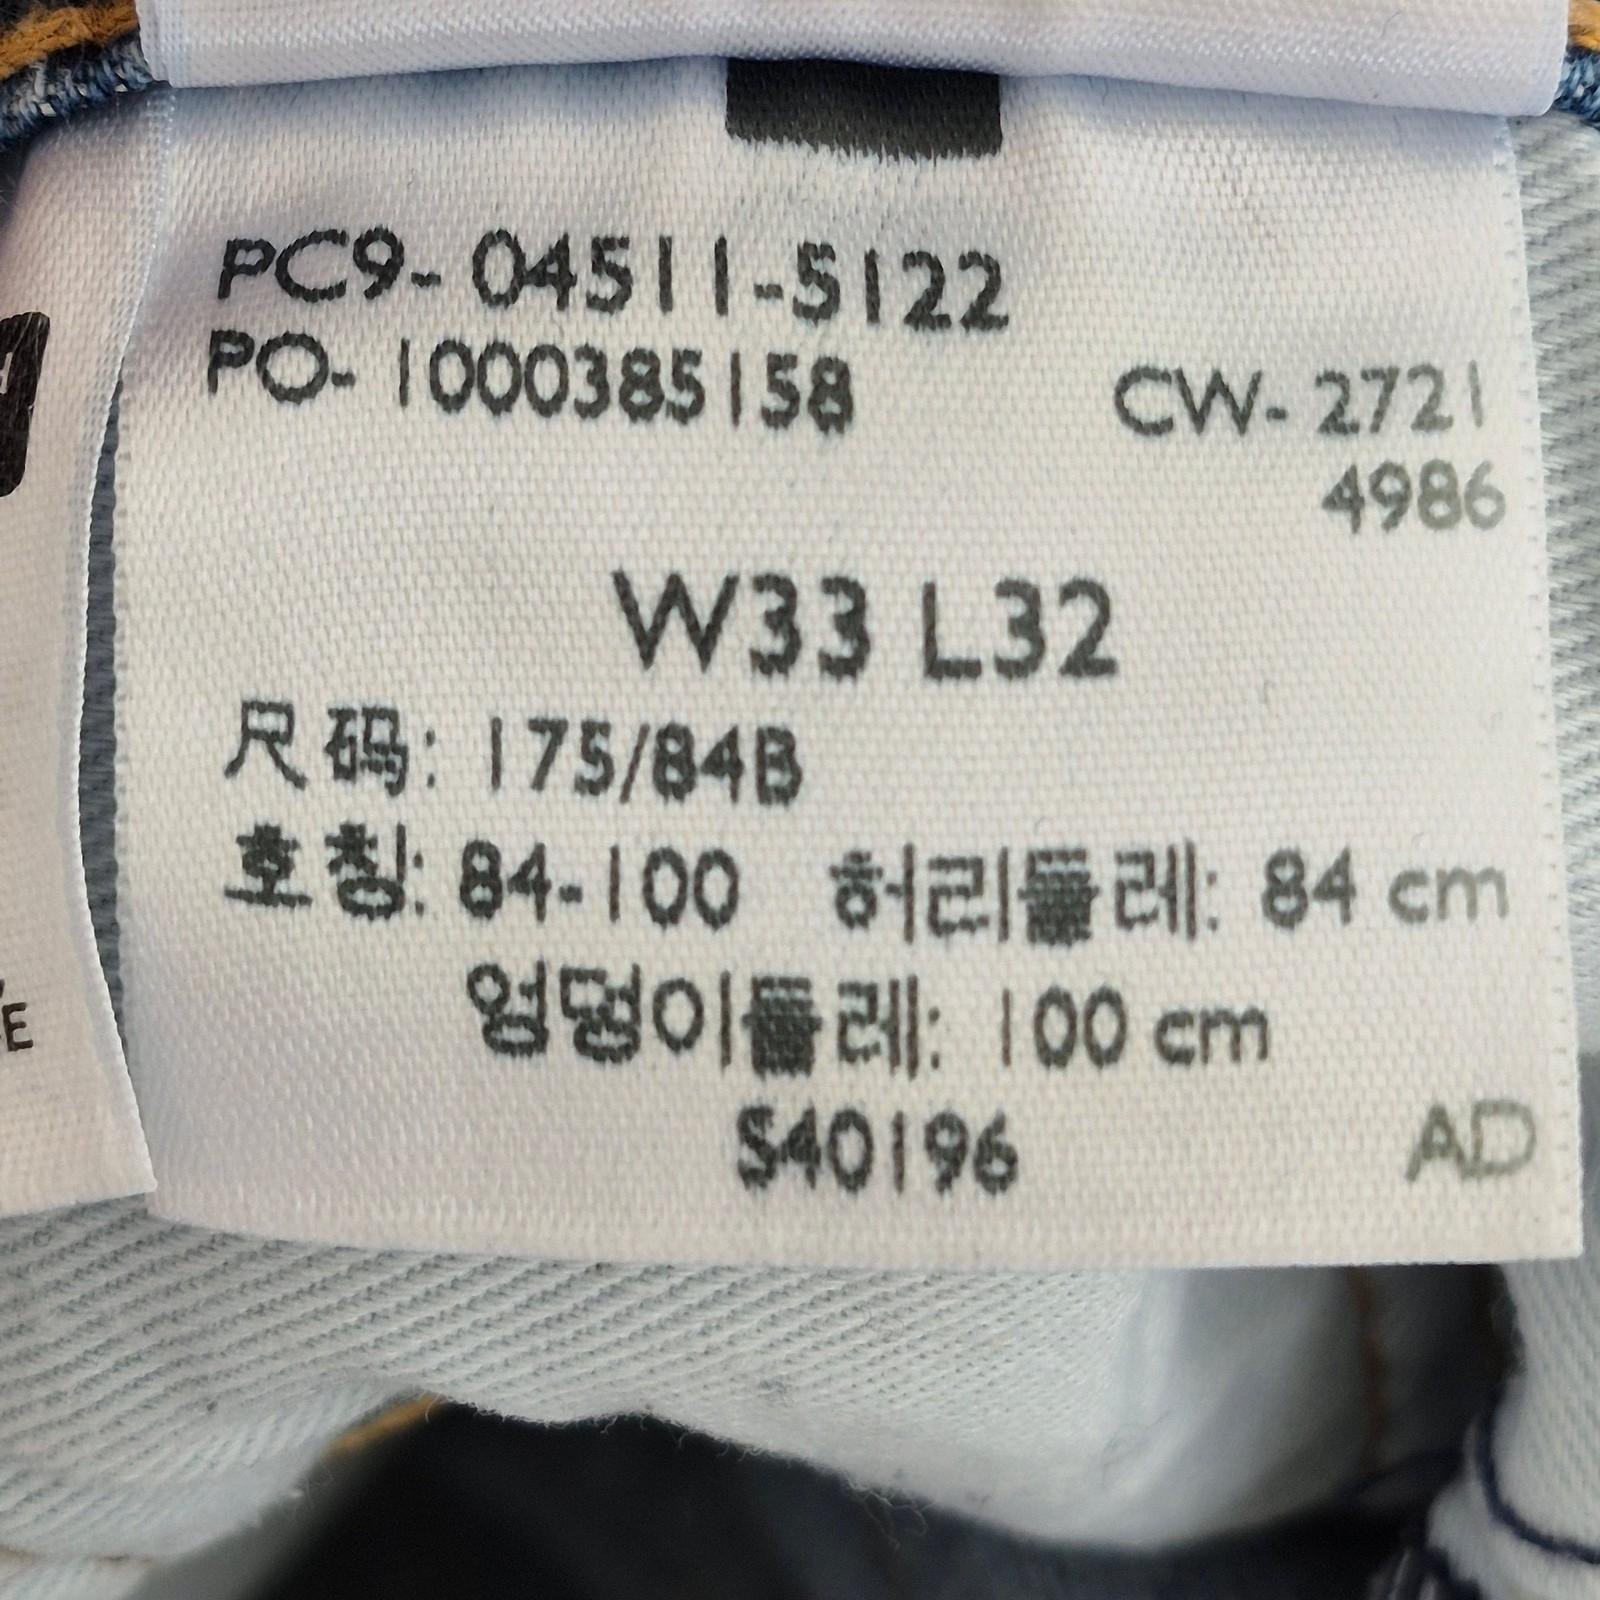 PC9- 04511-5122
PO- 1000385158
CW- 2721
4986
W33 L32
尺码: 175/84B
호칭: 84-100 허리둘레: 84 cm
엉덩이둘레: 100 cm
S40196
AD
E